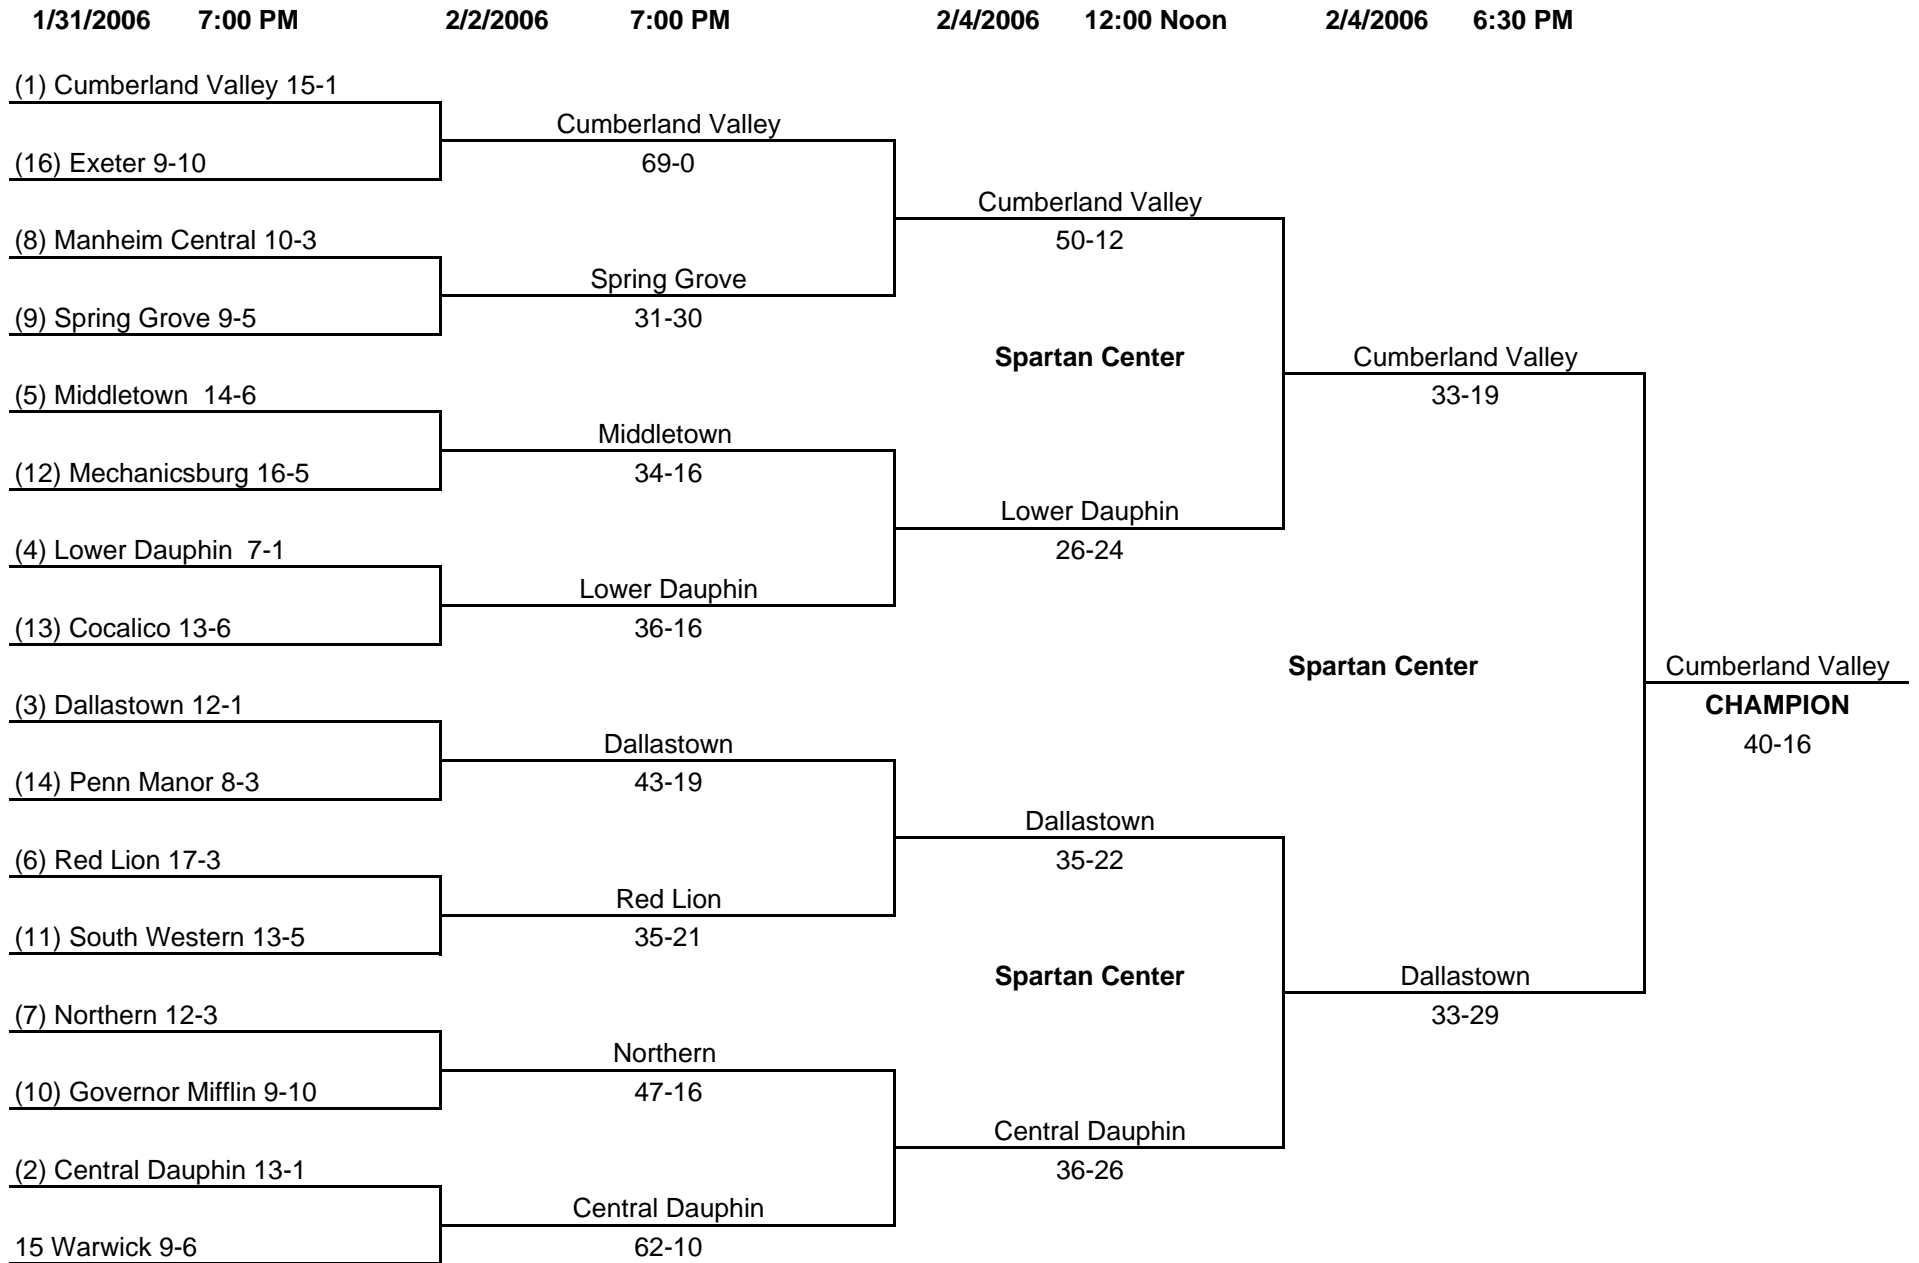 1/31/2006 7:00 PM 2/2/2006 7:00 PM 2/4/2006 12:00 Noon 2/4/2006 6:30 PM
(1) Cumberland Valley 15-1
Cumberland Valley
(16) Exeter 9-10
69-0
Cumberland Valley
(8) Manheim Central 10-3
50-12
Spring Grove
(9) Spring Grove 9-5
31-30
Spartan Center
Cumberland Valley
(5) Middletown  14-6
33-19
Middletown
(12) Mechanicsburg 16-5
34-16
Lower Dauphin
(4) Lower Dauphin  7-1
26-24
Lower Dauphin
(13) Cocalico 13-6
36-16
Spartan Center
Cumberland Valley
(3) Dallastown 12-1
CHAMPION
Dallastown
40-16
(14) Penn Manor 8-3
43-19
Dallastown
(6) Red Lion 17-3
35-22
Red Lion
(11) South Western 13-5
35-21
Spartan Center
Dallastown
(7) Northern 12-3
33-29
Northern
(10) Governor Mifflin 9-10
47-16
Central Dauphin
(2) Central Dauphin 13-1
36-26
Central Dauphin
15 Warwick 9-6
62-10